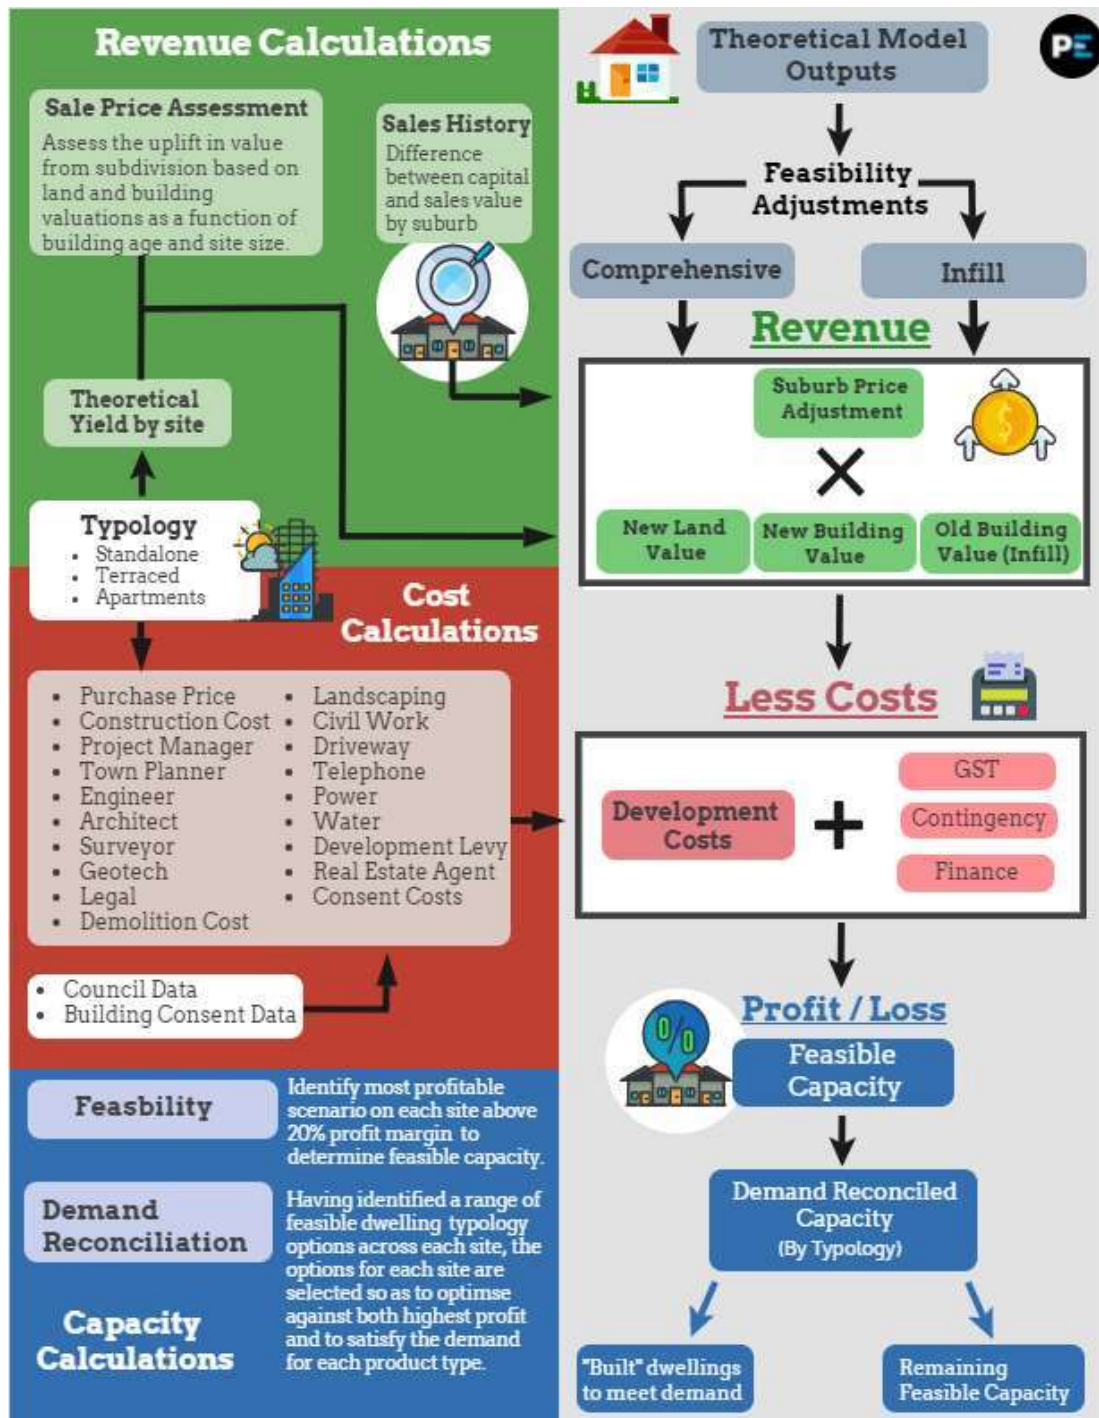 Revenue Calculations
Sale Price Assessment
Assess the uplift in value
from subdivision based on
land and building
valuations as a function of
building age and site size.
Sales History
Difference
between capital
and sales value
by suburb
Theoretical
Yield by site
Typology
• Standalone
• Terraced
• Apartments
Cost
Calculations
• Purchase Price
• Construction Cost
• Project Manager
• Town Planner
• Engineer
• Architect
• Surveyor
• Geotech
• Legal
• Demolition Cost
• Landscaping
• Civil Work
• Driveway
• Telephone
• Power
• Water
• Development Levy
• Real Estate Agent
• Consent Costs
• Council Data
• Building Consent Data
Feasbility
Identify most profitable
scenario on each site above
20% profit margin to
determine feasible capacity.
Demand
Reconciliation
Having identified a range of
feasible dwelling typology
options across each site, the
options for each site are
selected so as to optimse
against both highest profit
and to satisfy the demand
for each product type.
Capacity
Calculations
Theoretical Model
Outputs
PE
Feasibility
Adjustments
Comprehensive
Infill
Revenue
Suburb Price
Adjustment
$
New Land
Value
New Building
Value
Old Building
Value (Infill)
Less Costs
Development
Costs
GST
Contingency
Finance
Profit / Loss
%
Feasible
Capacity
Demand Reconciled
Capacity
(By Typology)
"Built" dwellings
to meet demand
Remaining
Feasible Capacity